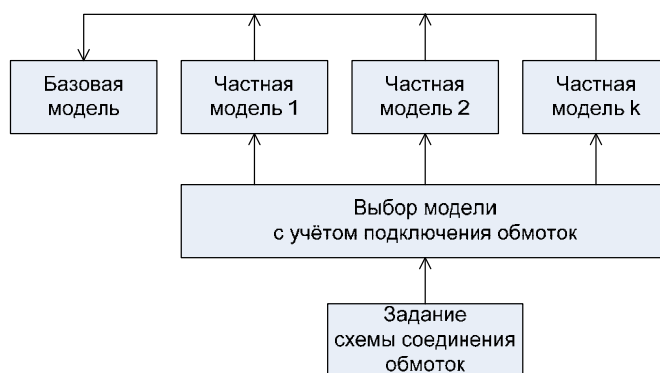 Базовая
модель
Частная
модель 1
Частная
модель 2
Частная
модель k
Выбор модели
с учётом подключения обмоток
Задание
схемы соединения
обмоток